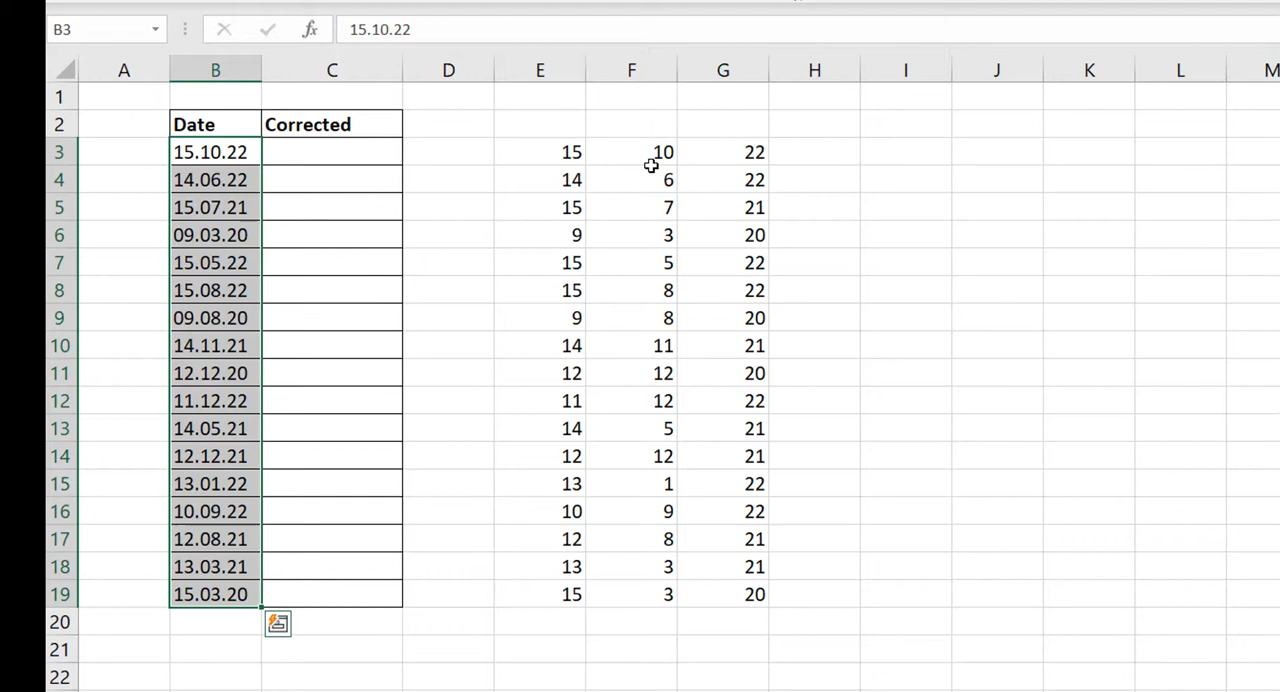 B3 fx 15.10.22
A B C D E F G H I J K L M
1
2 Date Corrected
3 15.10.22 15 10 22
4 14.06.22 14 6 22
5 15.07.21 15 7 21
6 09.03.20 9 3 20
7 15.05.22 15 5 22
8 15.08.22 15 8 22
9 09.08.20 9 8 20
10 14.11.21 14 11 21
11 12.12.20 12 12 20
12 11.12.22 11 12 22
13 14.05.21 14 5 21
14 12.12.21 12 12 21
15 13.01.22 13 1 22
16 10.09.22 10 9 22
17 12.08.21 12 8 21
18 13.03.21 13 3 21
19 15.03.20 15 3 20
20
21
22